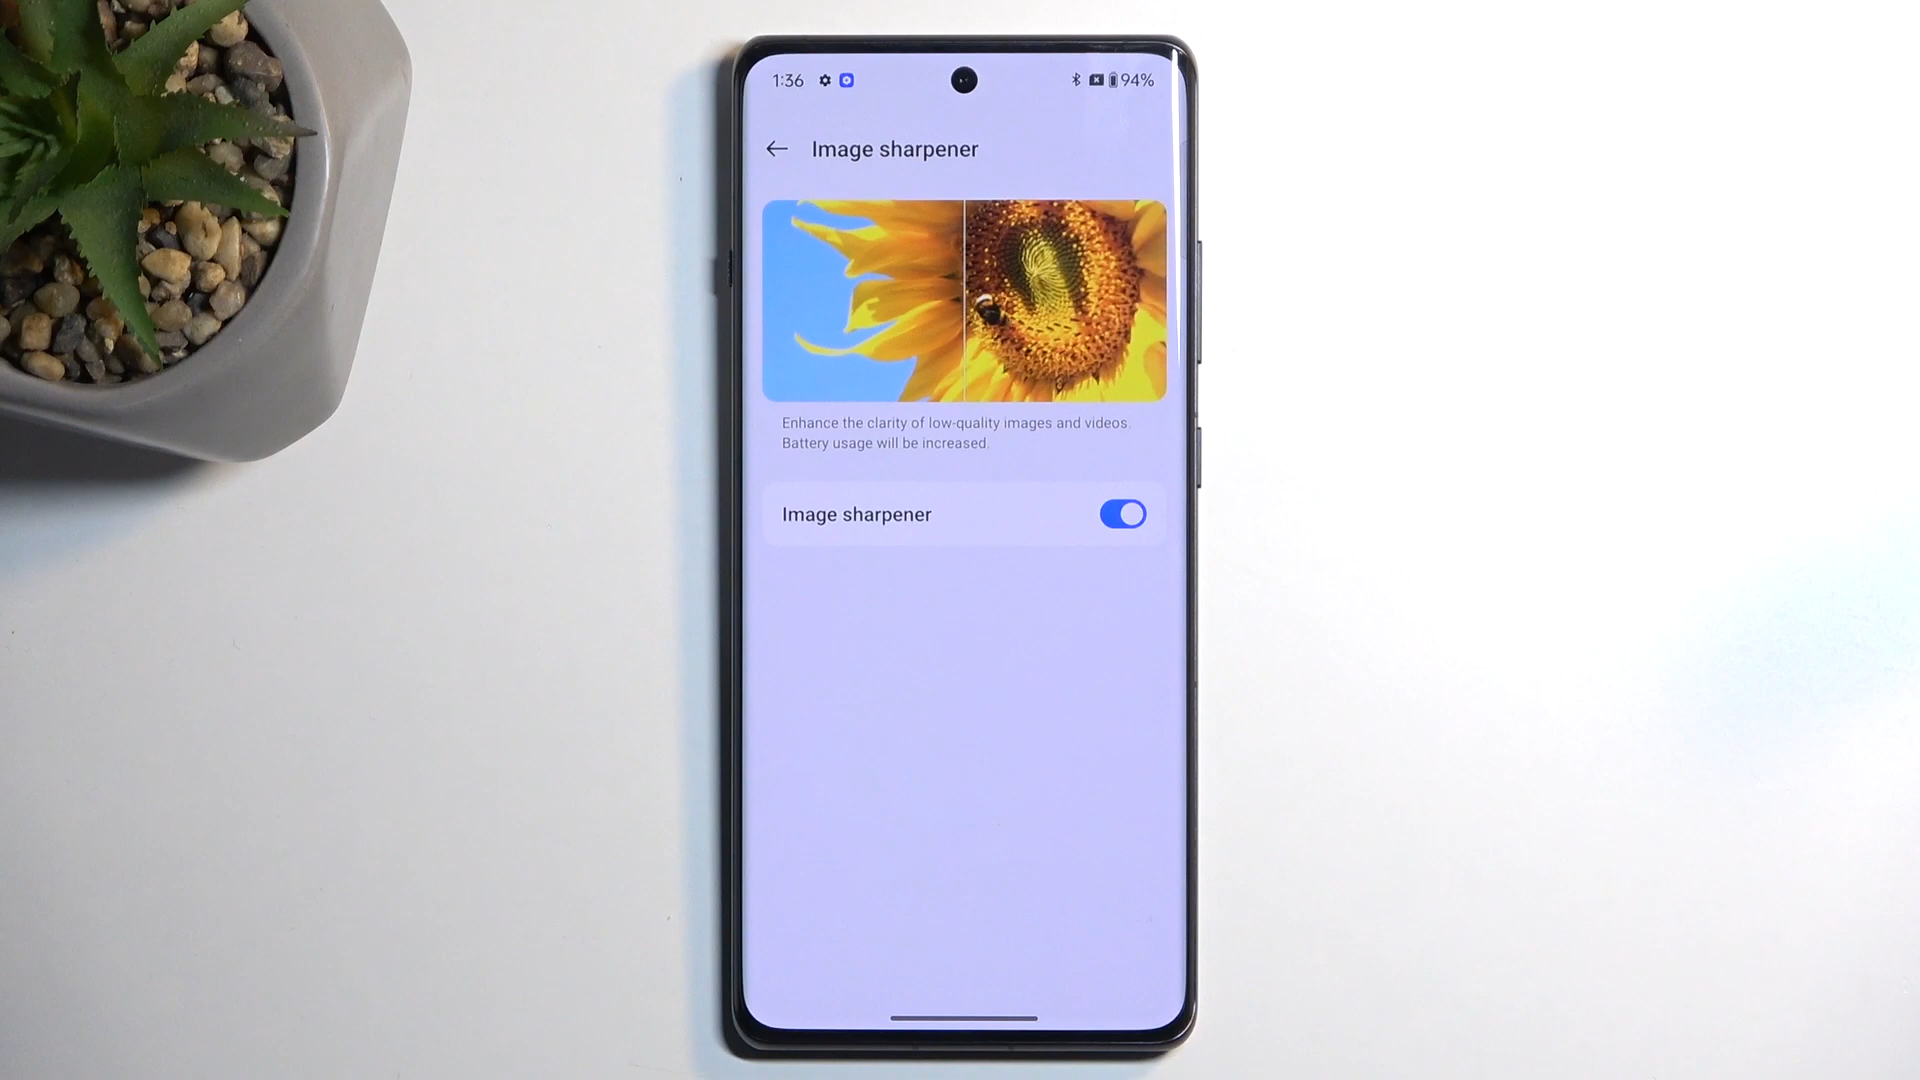 1:36 94%
Image sharpener
Enhance the clarity of low-quality images and videos.
Battery usage will be increased.
Image sharpener